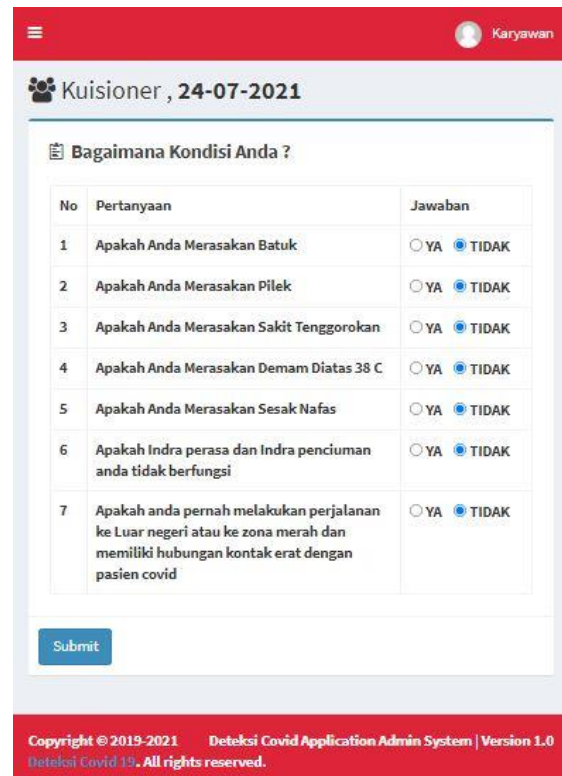 Karyawan
Kuisioner , 24-07-2021
Bagaimana Kondisi Anda ?
No Pertanyaan Jawaban
1 Apakah Anda Merasakan Batuk YA TIDAK
2 Apakah Anda Merasakan Pilek YA TIDAK
3 Apakah Anda Merasakan Sakit Tenggorokan YA TIDAK
4 Apakah Anda Merasakan Demam Diatas 38 C YA TIDAK
5 Apakah Anda Merasakan Sesak Nafas YA TIDAK
6 Apakah Indra perasa dan Indra penciuman YA TIDAK
anda tidak berfungsi
7 Apakah anda pernah melakukan perjalanan YA TIDAK
ke Luar negeri atau ke zona merah dan
memiliki hubungan kontak erat dengan
pasien covid
Submit
Copyright © 2019-2021 Deteksi Covid Application Admin System | Version 1.0
Deteksi Covid 19. All rights reserved.